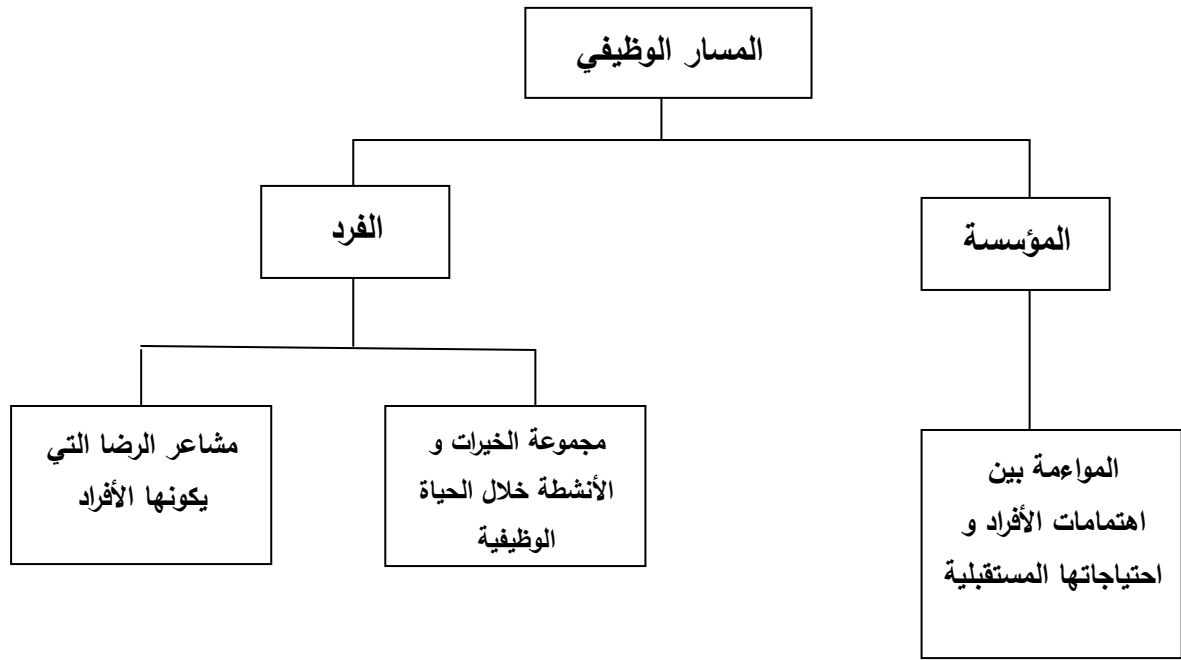 المسار الوظيفي
المؤسسة
الفرد
المواءمة بين
اهتمامات الأفراد و
احتياجاتها المستقبلية
مجموعة الخيرات و
الأنشطة خلال الحياة
الوظيفية
مشاعر الرضا التي
يكونها الأفراد